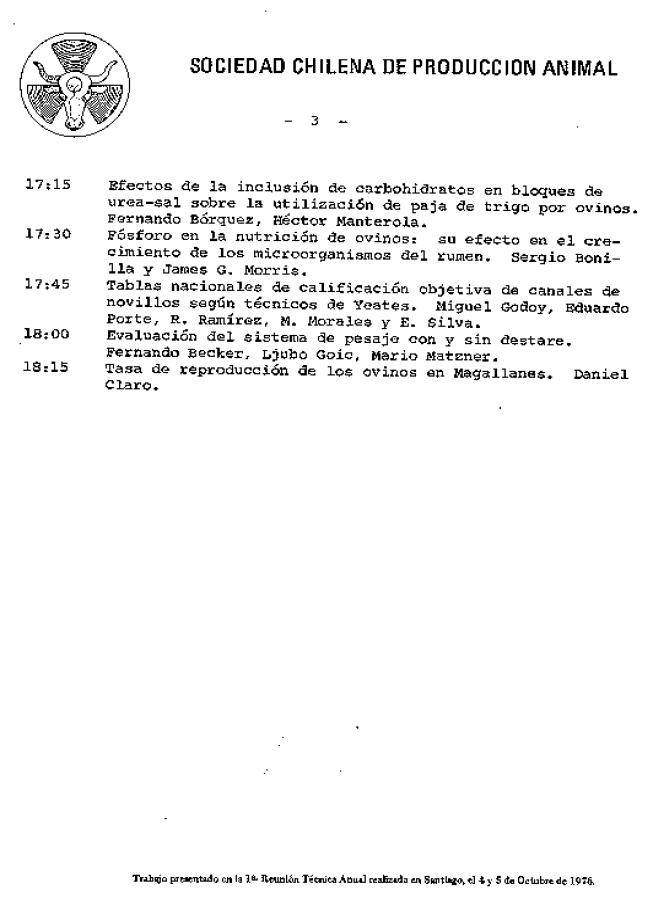 SOCIEDAD CHILENA DE PRODUCCION ANIMAL
- 3 -
17:15 Efectos de la inclusión de carbohidratos en bloques de
urea-sal sobre la utilización de paja de trigo por ovinos.
Fernando Bórquez, Héctor Manterola.
17:30 Fósforo en la nutrición de ovinos: su efecto en el cre-
cimiento de los microorganismos del rumen. Sergio Boni-
lla y James G. Morris.
17:45 Tablas nacionales de calificación objetiva de canales de
novillos según técnicos de Yeates. Miguel Godoy, Eduardo
Porte, R. Ramírez, M. Morales y E. Silva.
18:00 Evaluación del sistema de pesaje con y sin destare.
Fernando Becker, Ljubo Goic, Mario Matzner.
18:15 Tasa de reproducción de los ovinos en Magallanes. Daniel
Claro.
Trabajo presentado en la 1ª. Reunión Técnica Anual realizada en Santiago, el 4 y 5 de Octubre de 1976.